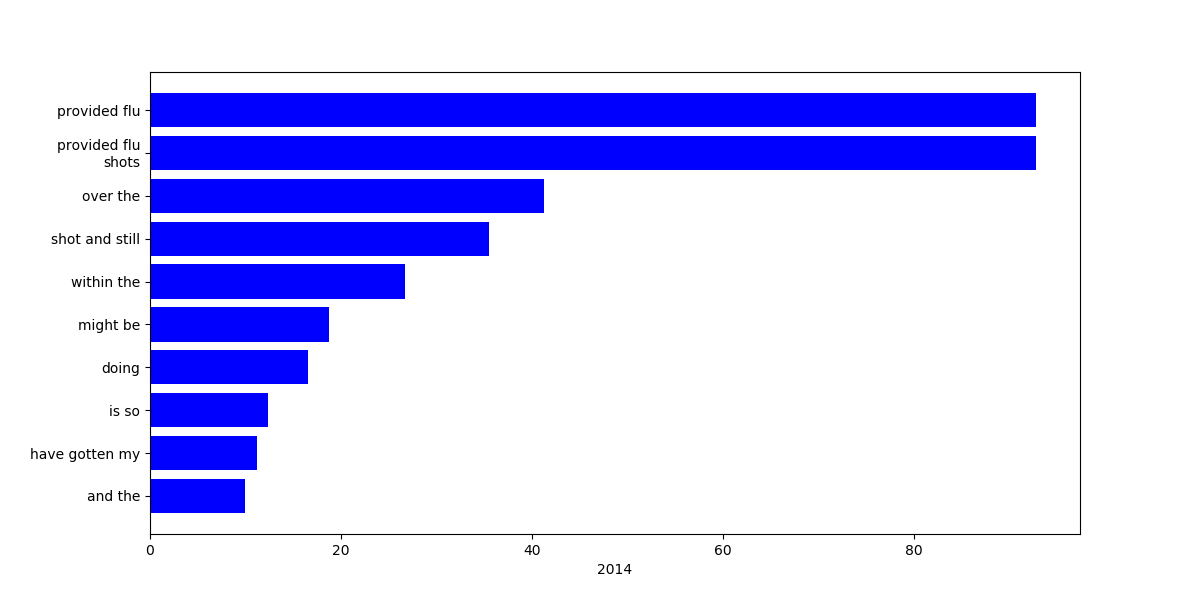 provided flu
provided flu
shots
over the
shot and still
within the
might be
doing
is so
have gotten my
and the
0 20 40 60 80
2014